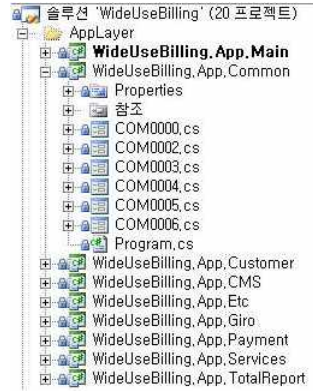 솔루션 'WideUseBilling' (20 프로젝트)
AppLayer
WideUseBilling.App.Main
WideUseBilling.App.Common
Properties
참조
COM0000.cs
COM0002.cs
COM0003.cs
COM0004.cs
COM0005.cs
COM0006.cs
Program.cs
WideUseBilling.App.Customer
WideUseBilling.App.CMS
WideUseBilling.App.Etc
WideUseBilling.App.Giro
WideUseBilling.App.Payment
WideUseBilling.App.Services
WideUseBilling.App.TotalReport